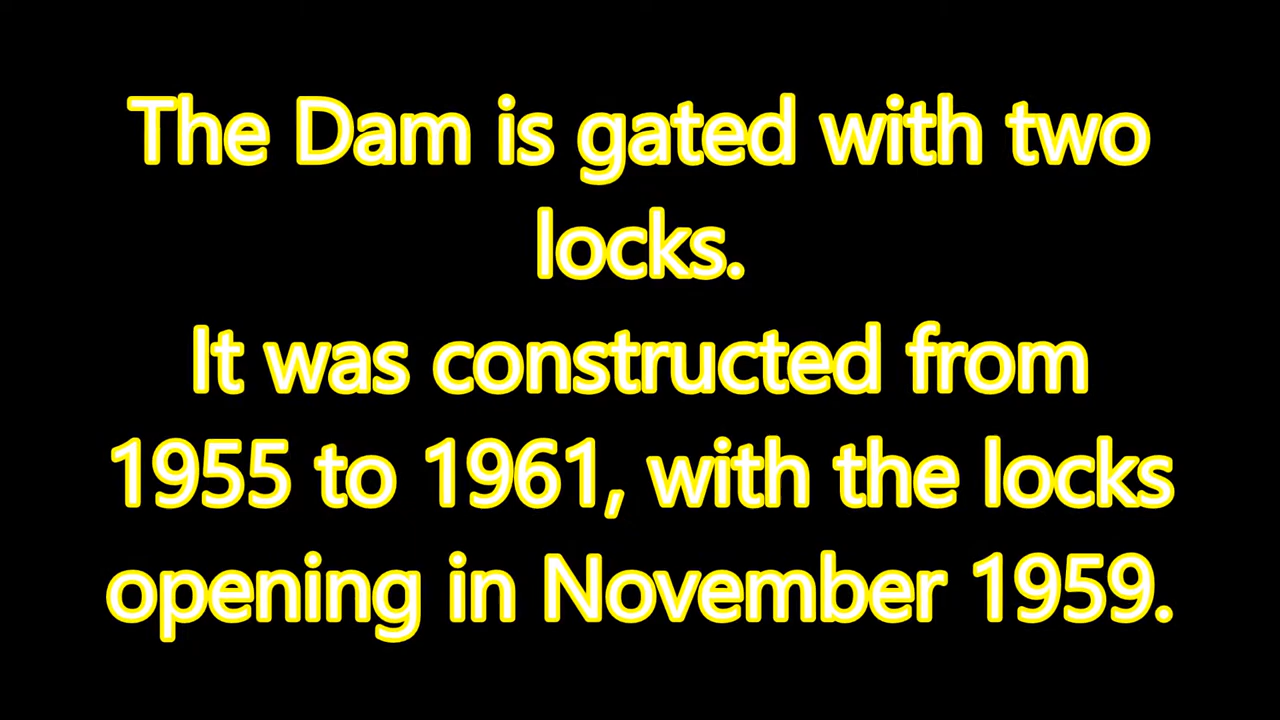 The Dam is gated with two
locks.
It was constructed from
1955 to 1961, with the locks
opening in November 1959.